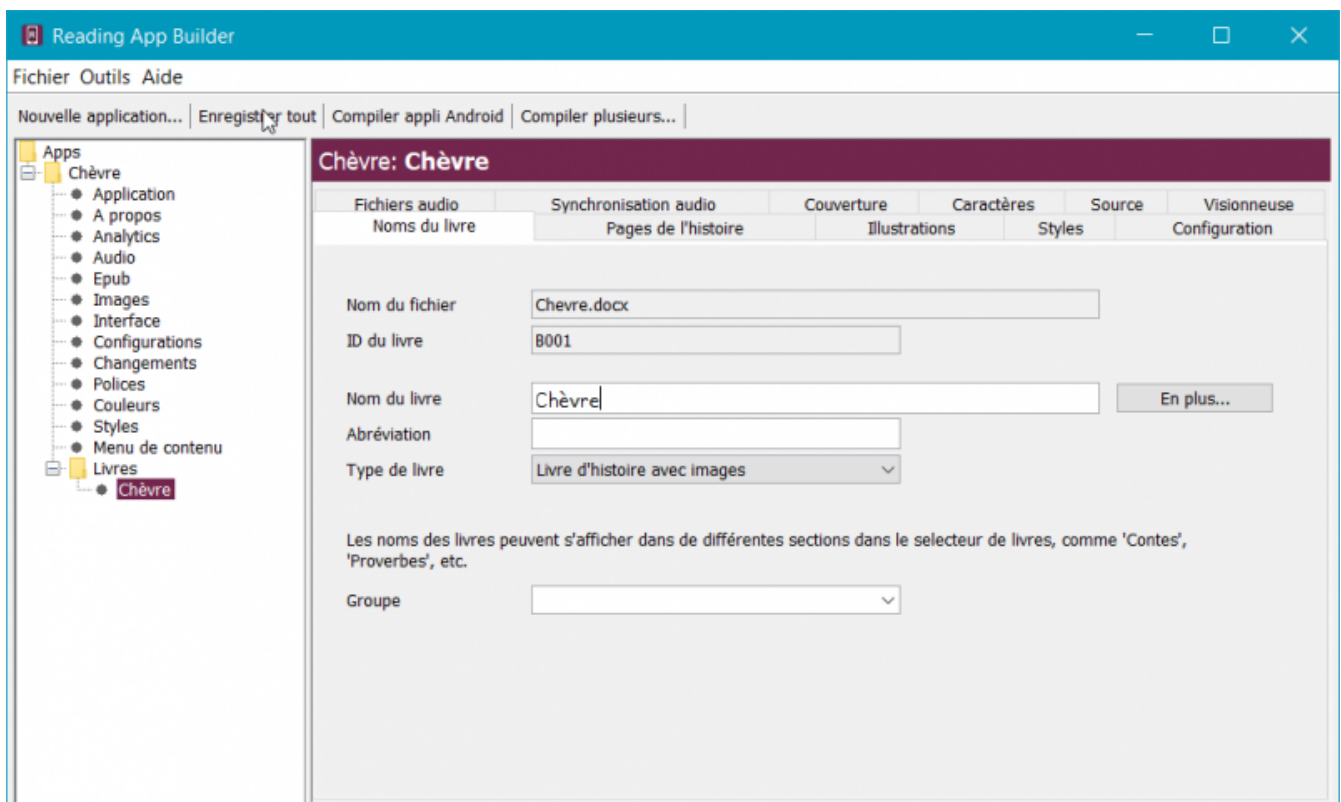 Reading App Builder
Fichier Outils Aide
Nouvelle application... Enregistrer tout Compiler appli Android Compiler plusieurs...
Apps
Chèvre
Application
A propos
Analytics
Audio
Epub
Images
Interface
Configurations
Changements
Polices
Couleurs
Styles
Menu de contenu
Livres
Chèvre
Chèvre: Chèvre
Fichiers audio Synchronisation audio Couverture Caractères Source Visionneuse
Noms du livre Pages de l'histoire Illustrations Styles Configuration
Nom du fichier Chevre.docx
ID du livre B001
Nom du livre Chèvre En plus...
Abréviation
Type de livre Livre d'histoire avec images
Les noms des livres peuvent s'afficher dans de différentes sections dans le selecteur de livres, comme 'Contes',
'Proverbes', etc.
Groupe